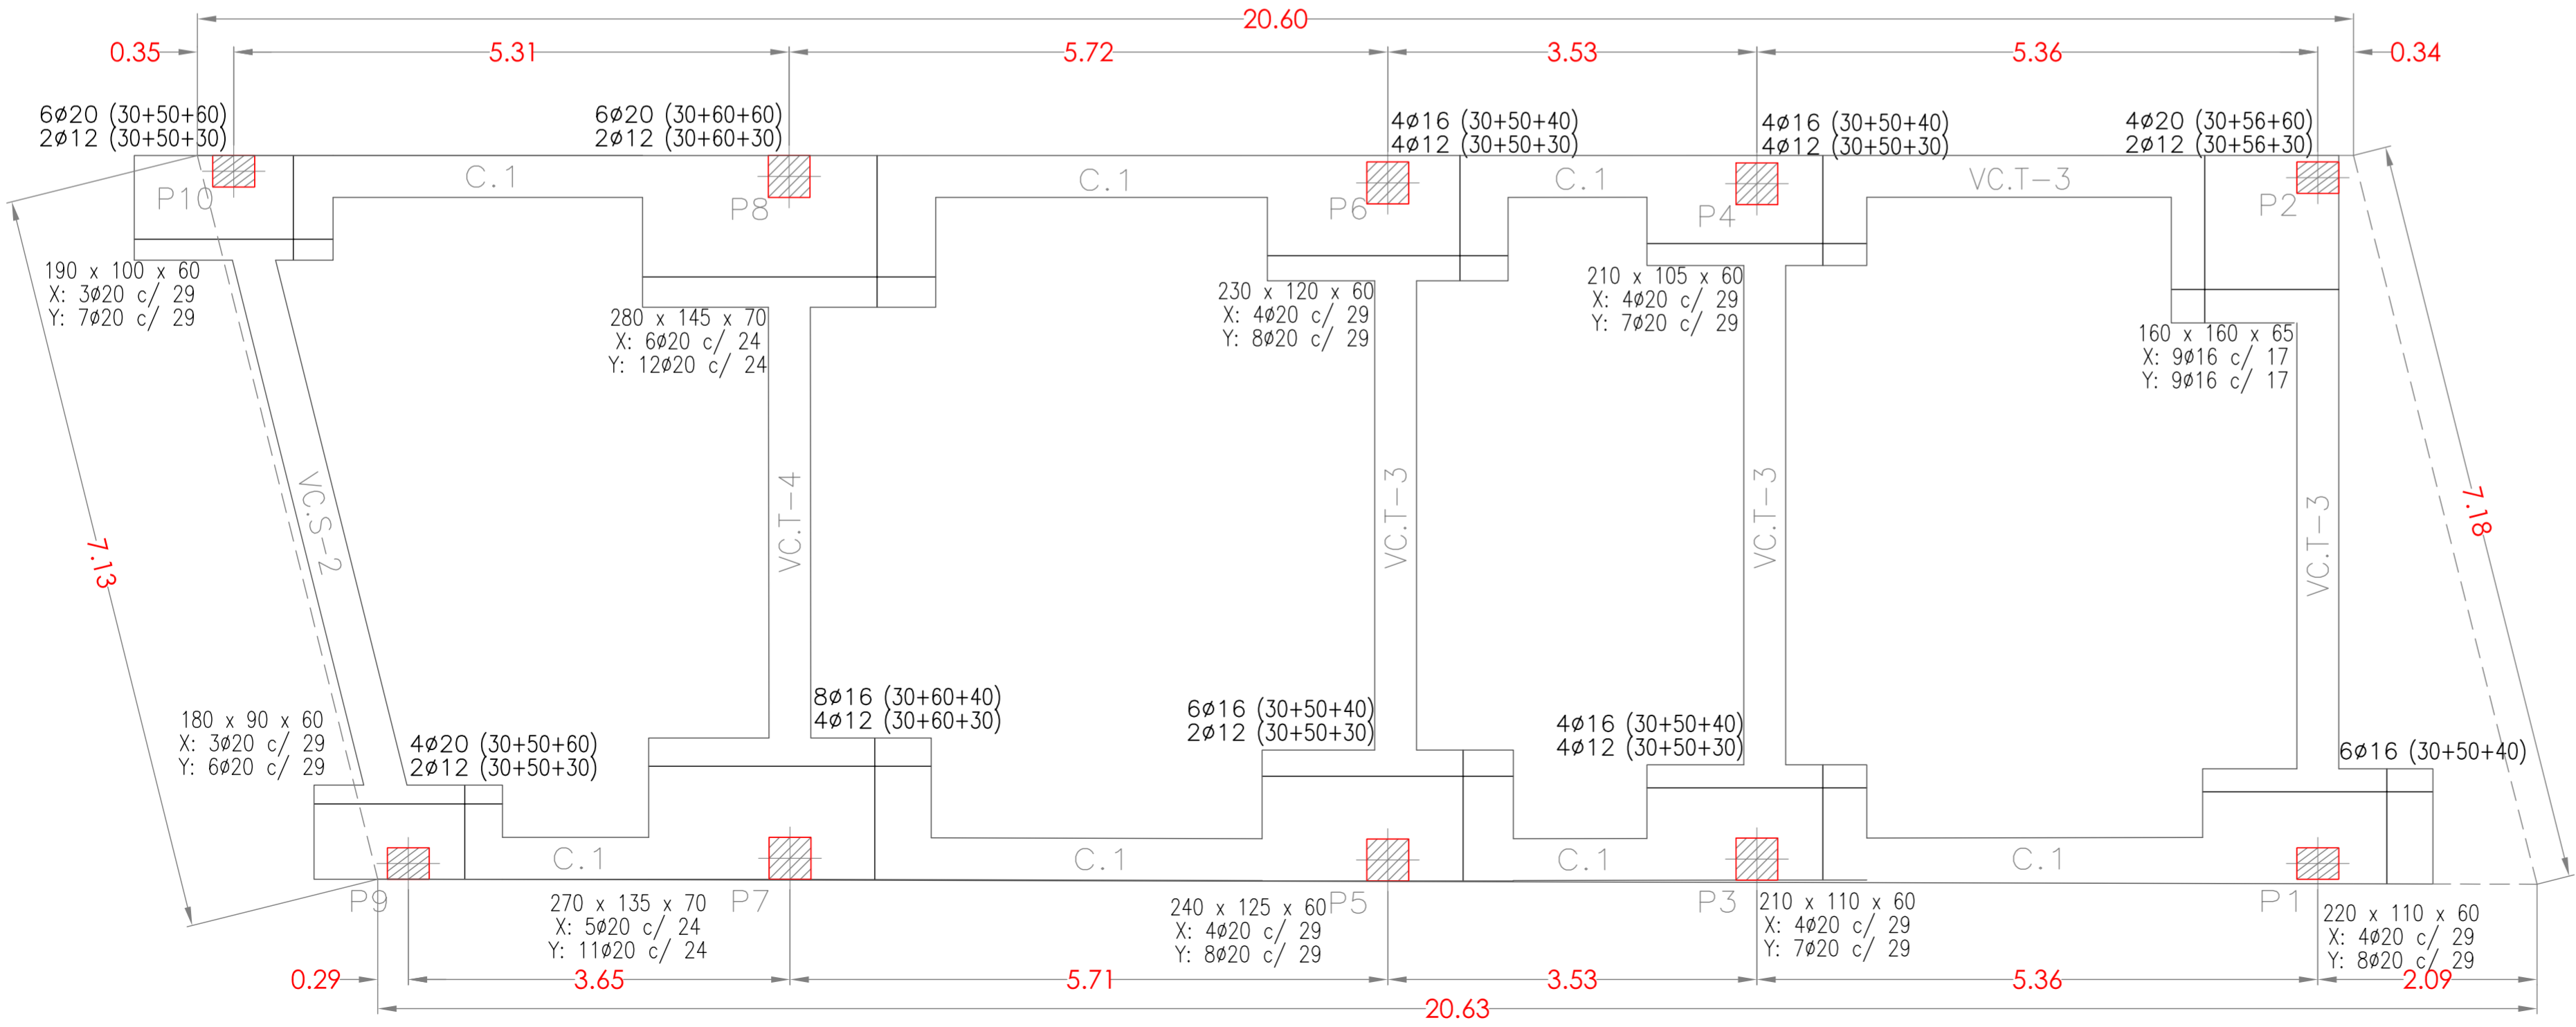 20.60
0.35
5.31
5.72
3.53
5.36
0.34
6ø20 (30+50+60)
2ø12 (30+50+30)
6ø20 (30+60+60)
2ø12 (30+60+30)
4ø16 (30+50+40)
4ø12 (30+50+30)
4ø16 (30+50+40)
4ø12 (30+50+30)
4ø20 (30+56+60)
2ø12 (30+56+30)
P10
C.1
P8
C.1
P6
C.1
P4
VC.T-3
P2
190 x 100 x 60
X: 3ø20 c/ 29
Y: 7ø20 c/ 29
280 x 145 x 70
X: 6ø20 c/ 24
Y: 12ø20 c/ 24
230 x 120 x 60
X: 4ø20 c/ 29
Y: 8ø20 c/ 29
210 x 105 x 60
X: 4ø20 c/ 29
Y: 7ø20 c/ 29
160 x 160 x 65
X: 9ø16 c/ 17
Y: 9ø16 c/ 17
7.13
VC.S-2
VC.T-4
VC.T-3
VC.T-3
VC.T-3
7.18
180 x 90 x 60
X: 3ø20 c/ 29
Y: 6ø20 c/ 29
4ø20 (30+50+60)
2ø12 (30+50+30)
8ø16 (30+60+40)
4ø12 (30+60+30)
6ø16 (30+50+40)
2ø12 (30+50+30)
4ø16 (30+50+40)
4ø12 (30+50+30)
6ø16 (30+50+40)
C.1
C.1
C.1
C.1
P9
270 x 135 x 70
X: 5ø20 c/ 24
Y: 11ø20 c/ 24
P7
240 x 125 x 60
X: 4ø20 c/ 29
Y: 8ø20 c/ 29
P5
P3
210 x 110 x 60
X: 4ø20 c/ 29
Y: 7ø20 c/ 29
P1
220 x 110 x 60
X: 4ø20 c/ 29
Y: 8ø20 c/ 29
0.29
3.65
5.71
3.53
5.36
2.09
20.63